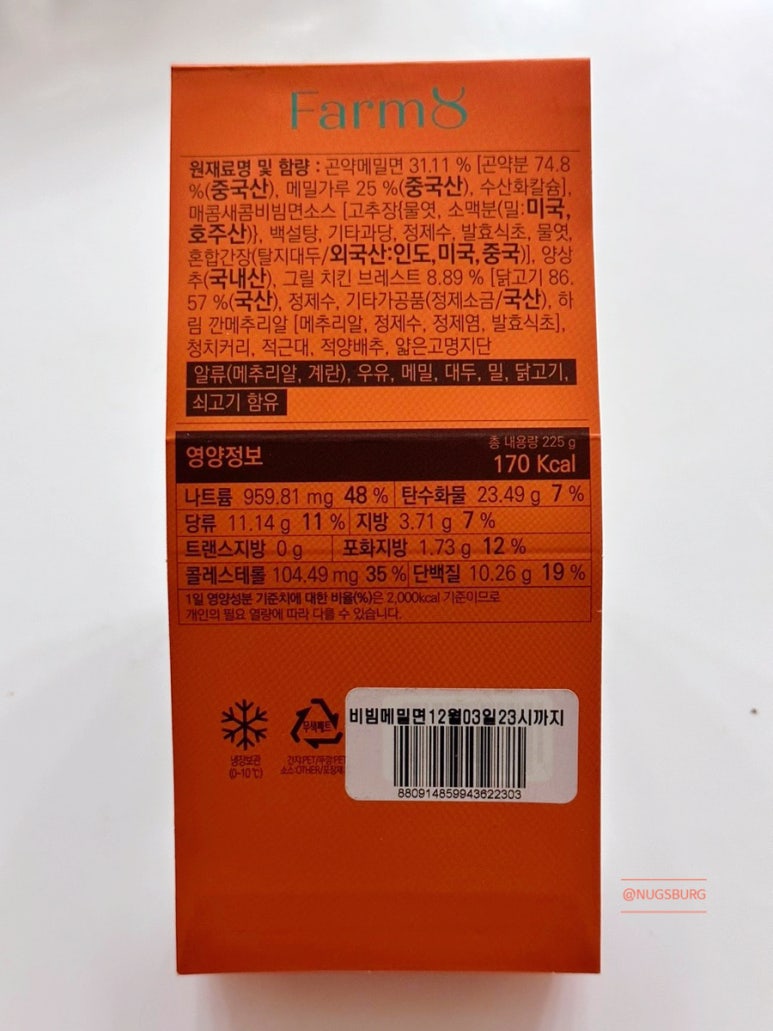 Farm8
원재료명 및 함량 : 곤약메밀면 31.11 % [곤약분 74.8
%(중국산), 메밀가루 25 %(중국산), 수산화칼슘],
매콤새콤비빔면소스 [고추장{물엿, 소맥분(밀:미국,
호주산)}, 백설탕, 기타과당, 정제수, 발효식초, 물엿,
혼합간장(탈지대두/외국산:인도,미국,중국)], 양상
추(국내산), 그릴 치킨 브레스트 8.89 % [닭고기 86.
57 %(국산), 정제수, 기타가공품(정제소금/국산), 하
림 깐메추리알 [메추리알, 정제수, 정제염, 발효식초],
청치커리, 적근대, 적양배추, 얇은고명지단
알류(메추리알, 계란), 우유, 메밀, 대두, 밀, 닭고기,
쇠고기 함유
영양정보
총 내용량 225 g
170 Kcal
나트륨 959.81 mg 48 % 탄수화물 23.49 g 7 %
당류 11.14 g 11 % 지방 3.71 g 7 %
트랜스지방 0 g 포화지방 1.73 g 12 %
콜레스테롤 104.49 mg 35 % 단백질 10.26 g 19 %
1일 영양성분 기준치에 대한 비율(%)은 2,000kcal 기준이므로
개인의 필요 열량에 따라 다를 수 있습니다.
냉장보관
(0~10℃)
무색페트
비빔메밀면12월03일23시까지
880914859943622303
@NUGSBURG